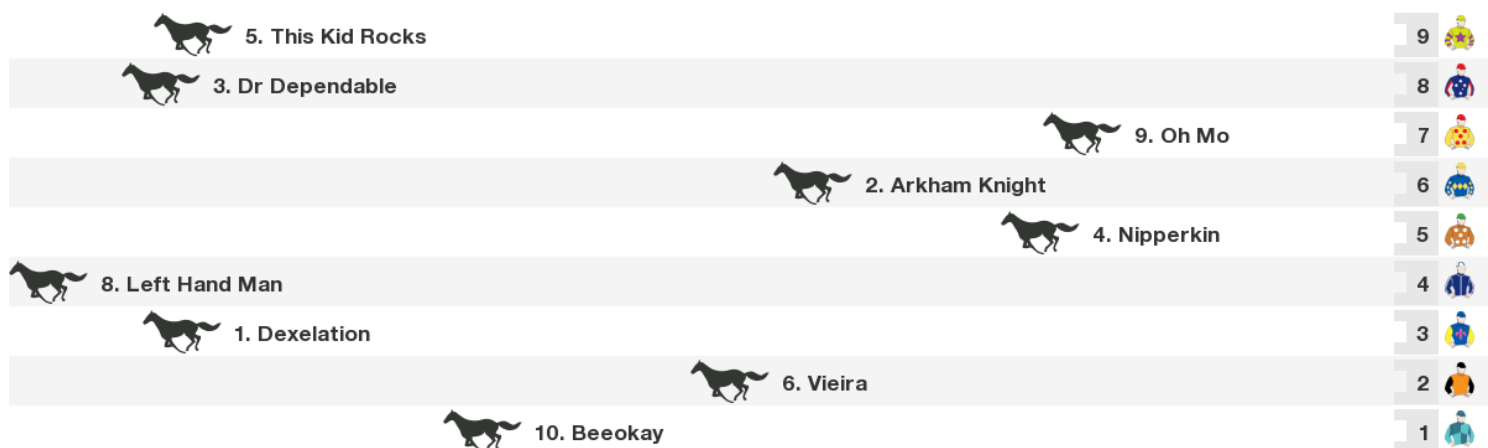 5. This Kid Rocks 9
3. Dr Dependable 8
9. Oh Mo 7
2. Arkham Knight 6
4. Nipperkin 5
8. Left Hand Man 4
1. Dexelation 3
6. Vieira 2
10. Beeokay 1